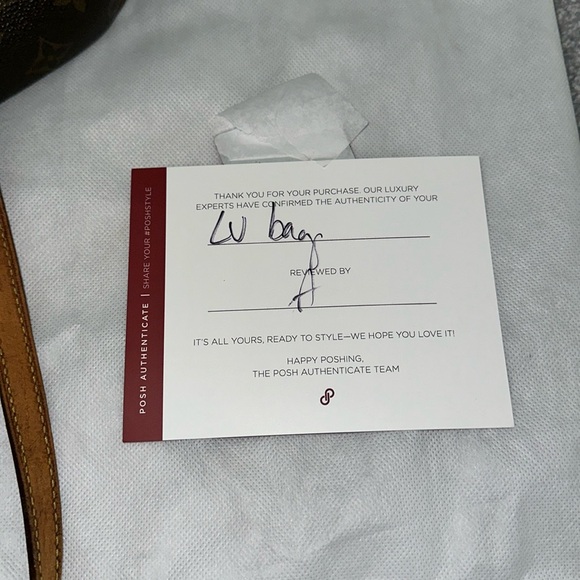 THANK YOU FOR YOUR PURCHASE. OUR LUXURY
EXPERTS HAVE CONFIRMED THE AUTHENTICITY OF YOUR
LV bag
REVIEWED BY
IT'S ALL YOURS, READY TO STYLE—WE HOPE YOU LOVE IT!
HAPPY POSHING,
THE POSH AUTHENTICATE TEAM
POSH AUTHENTICATE | SHARE YOUR #POSHSTYLE